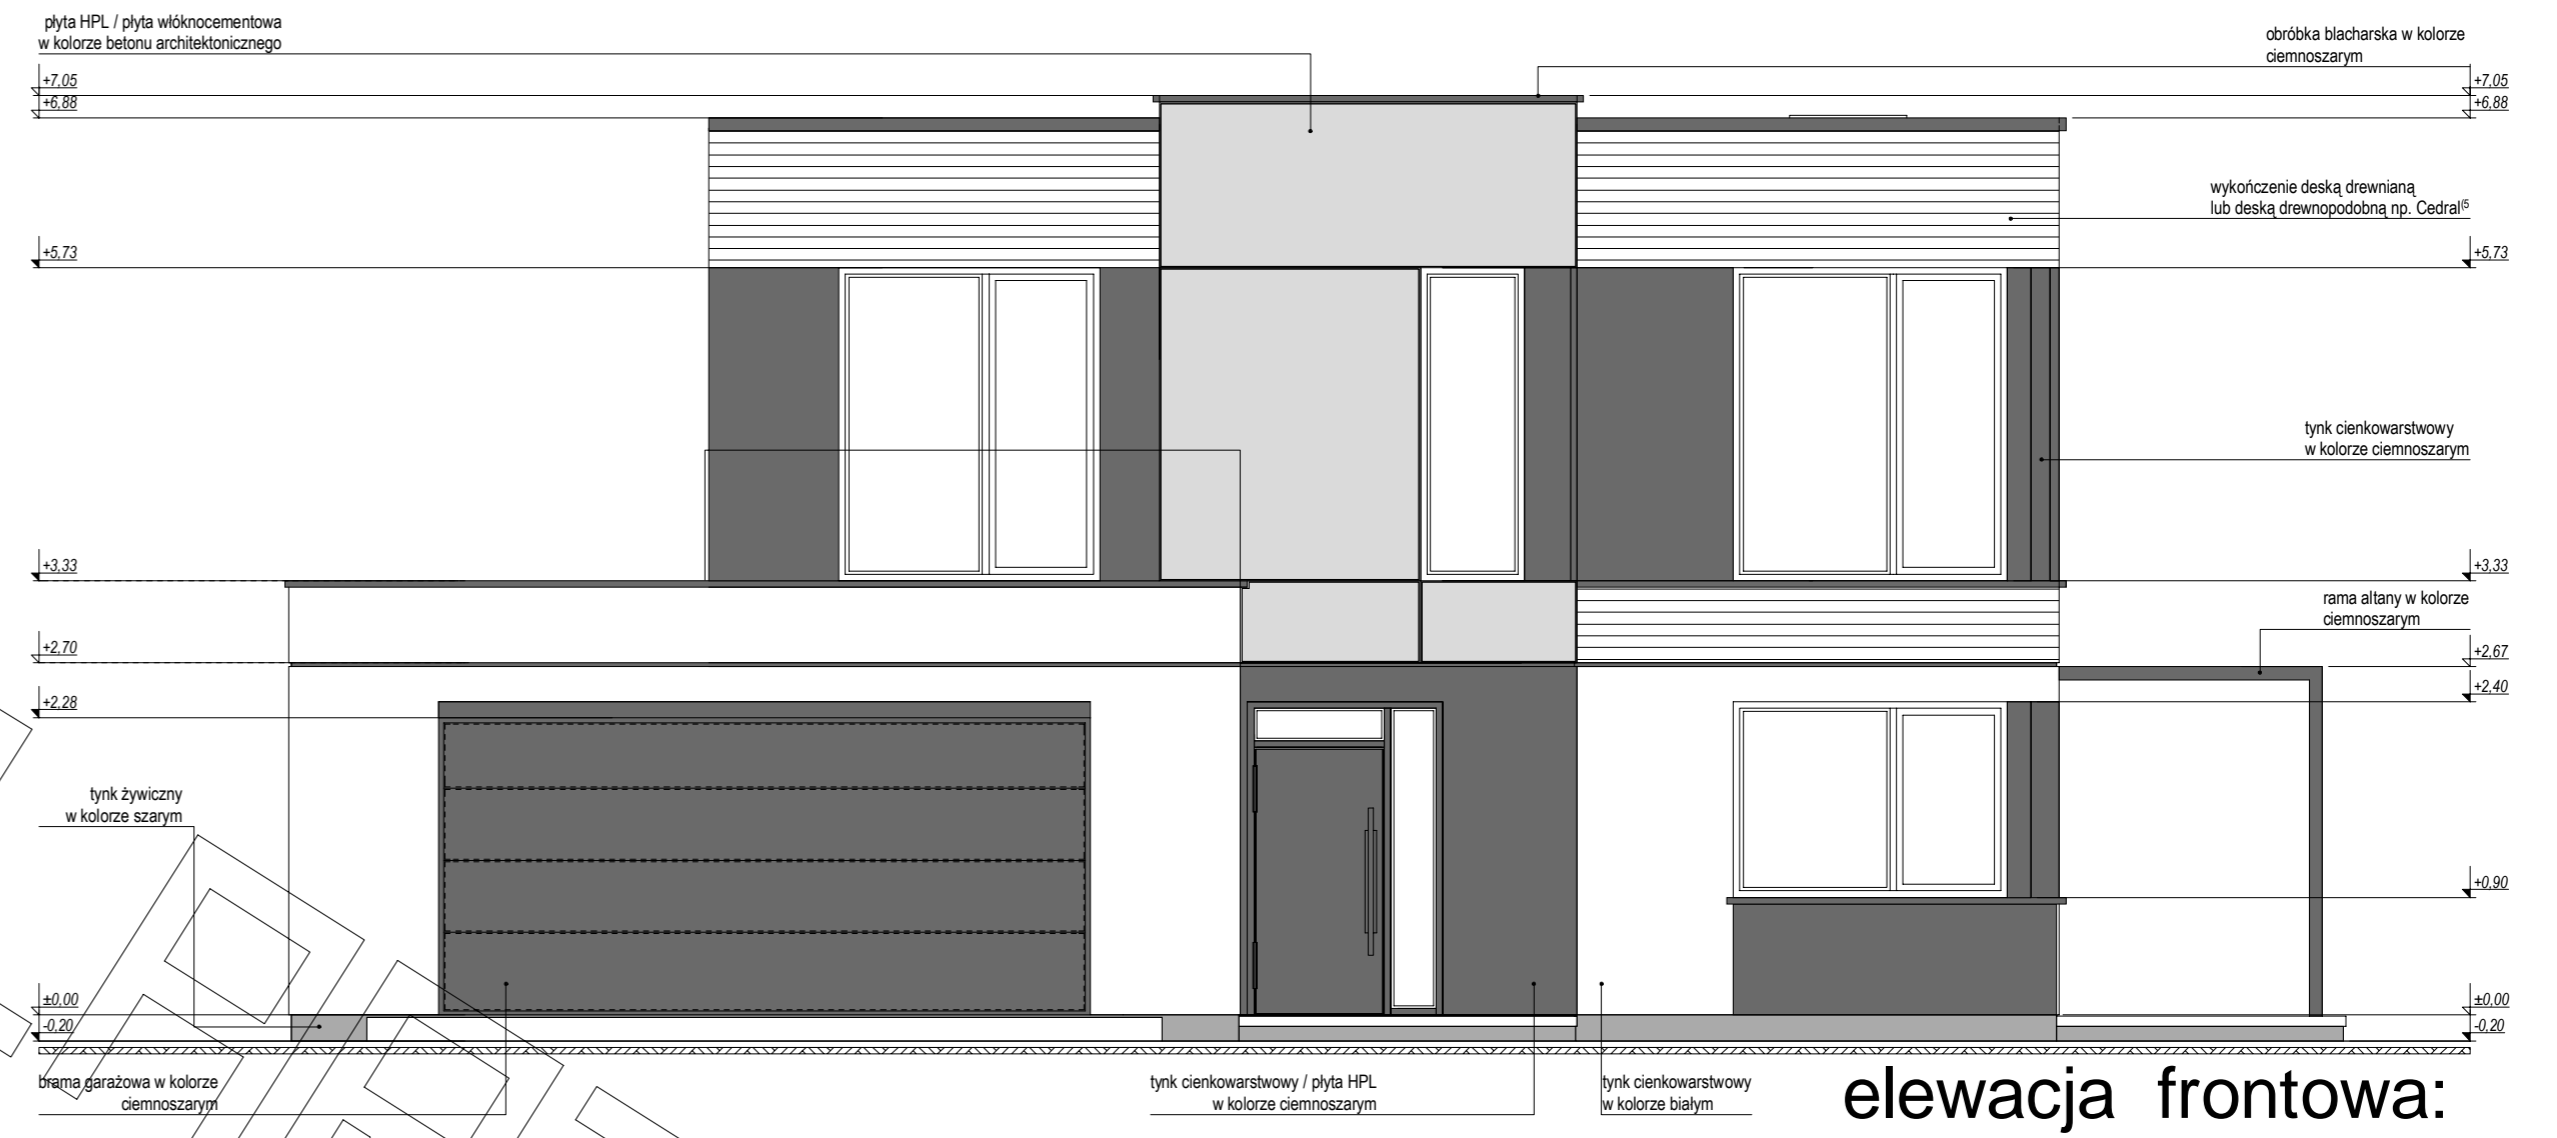 płyta HPL / płyta włóknocementowa
w kolorze betonu architektonicznego
obróbka blacharska w kolorze
ciemnoszarym
+7,05
+6,88
+7,05
+6,88
wykończenie deską drewnianą
lub deską drewnopodobną np. Cedral(5
+5,73
+5,73
tynk cienkowarstwowy
w kolorze ciemnoszarym
+3,33
+3,33
rama altany w kolorze
ciemnoszarym
+2,70
+2,67
+2,28
+2,40
tynk żywiczny
w kolorze szarym
+0,90
±0,00
-0,20
±0,00
-0,20
brama garażowa w kolorze
ciemnoszarym
tynk cienkowarstwowy / płyta HPL
w kolorze ciemnoszarym
tynk cienkowarstwowy
w kolorze białym
elewacja frontowa: